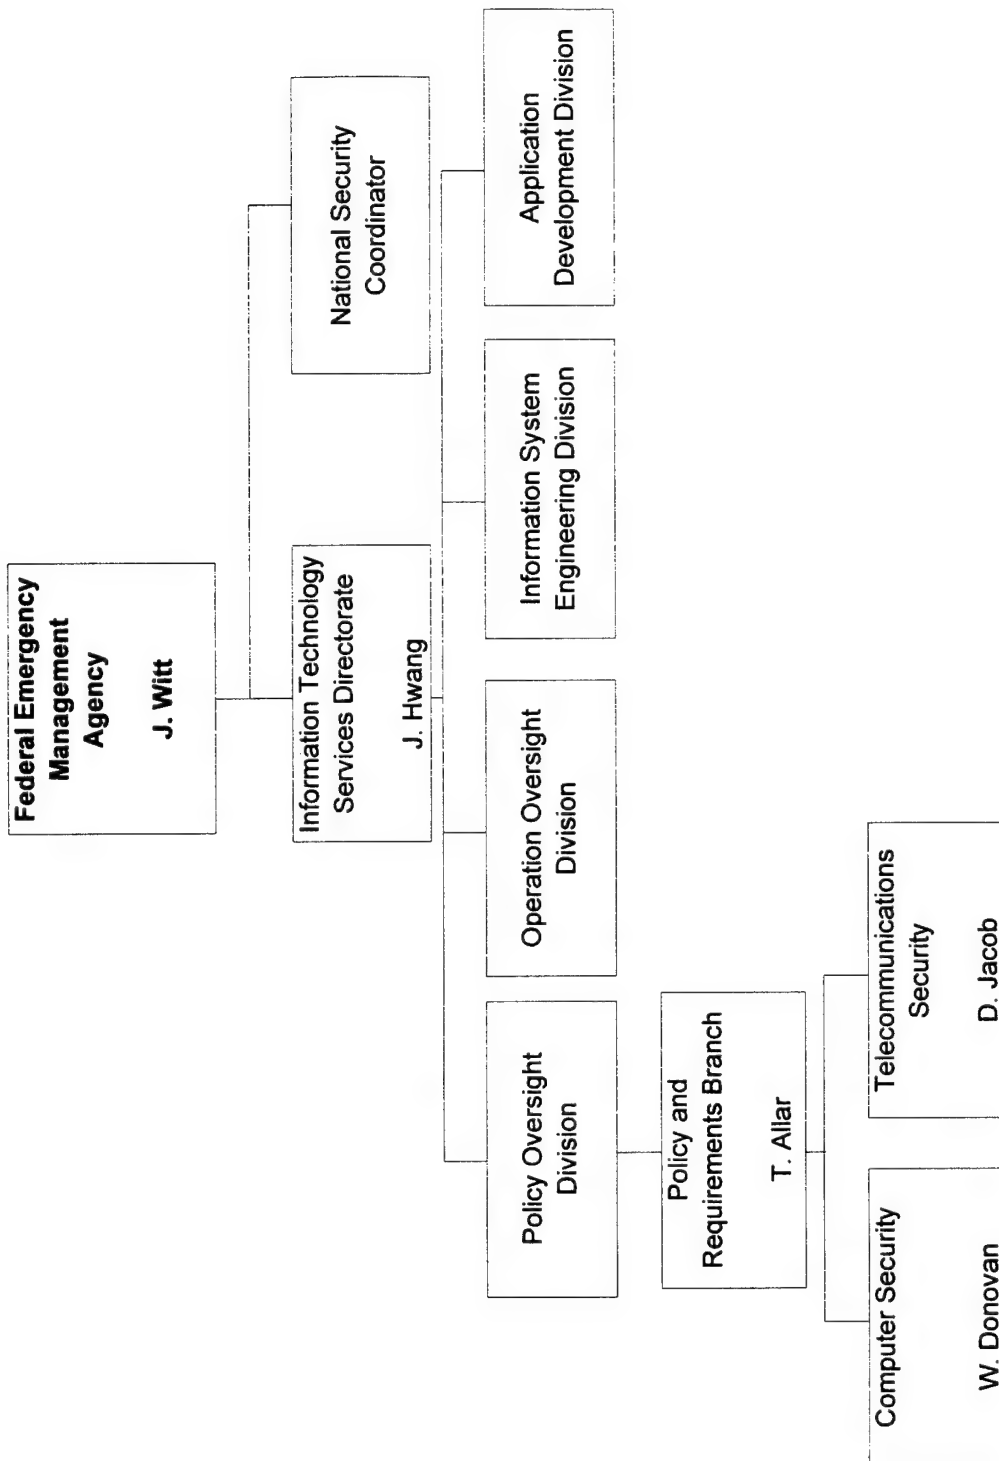 Federal Emergency
Management
Agency
J. Witt
Information Technology
Services Directorate
J. Hwang
National Security
Coordinator
Policy Oversight
Division
Operation Oversight
Division
Information System
Engineering Division
Application
Development Division
Policy and
Requirements Branch
T. Allar
Computer Security
W. Donovan
Telecommunications
Security
D. Jacob